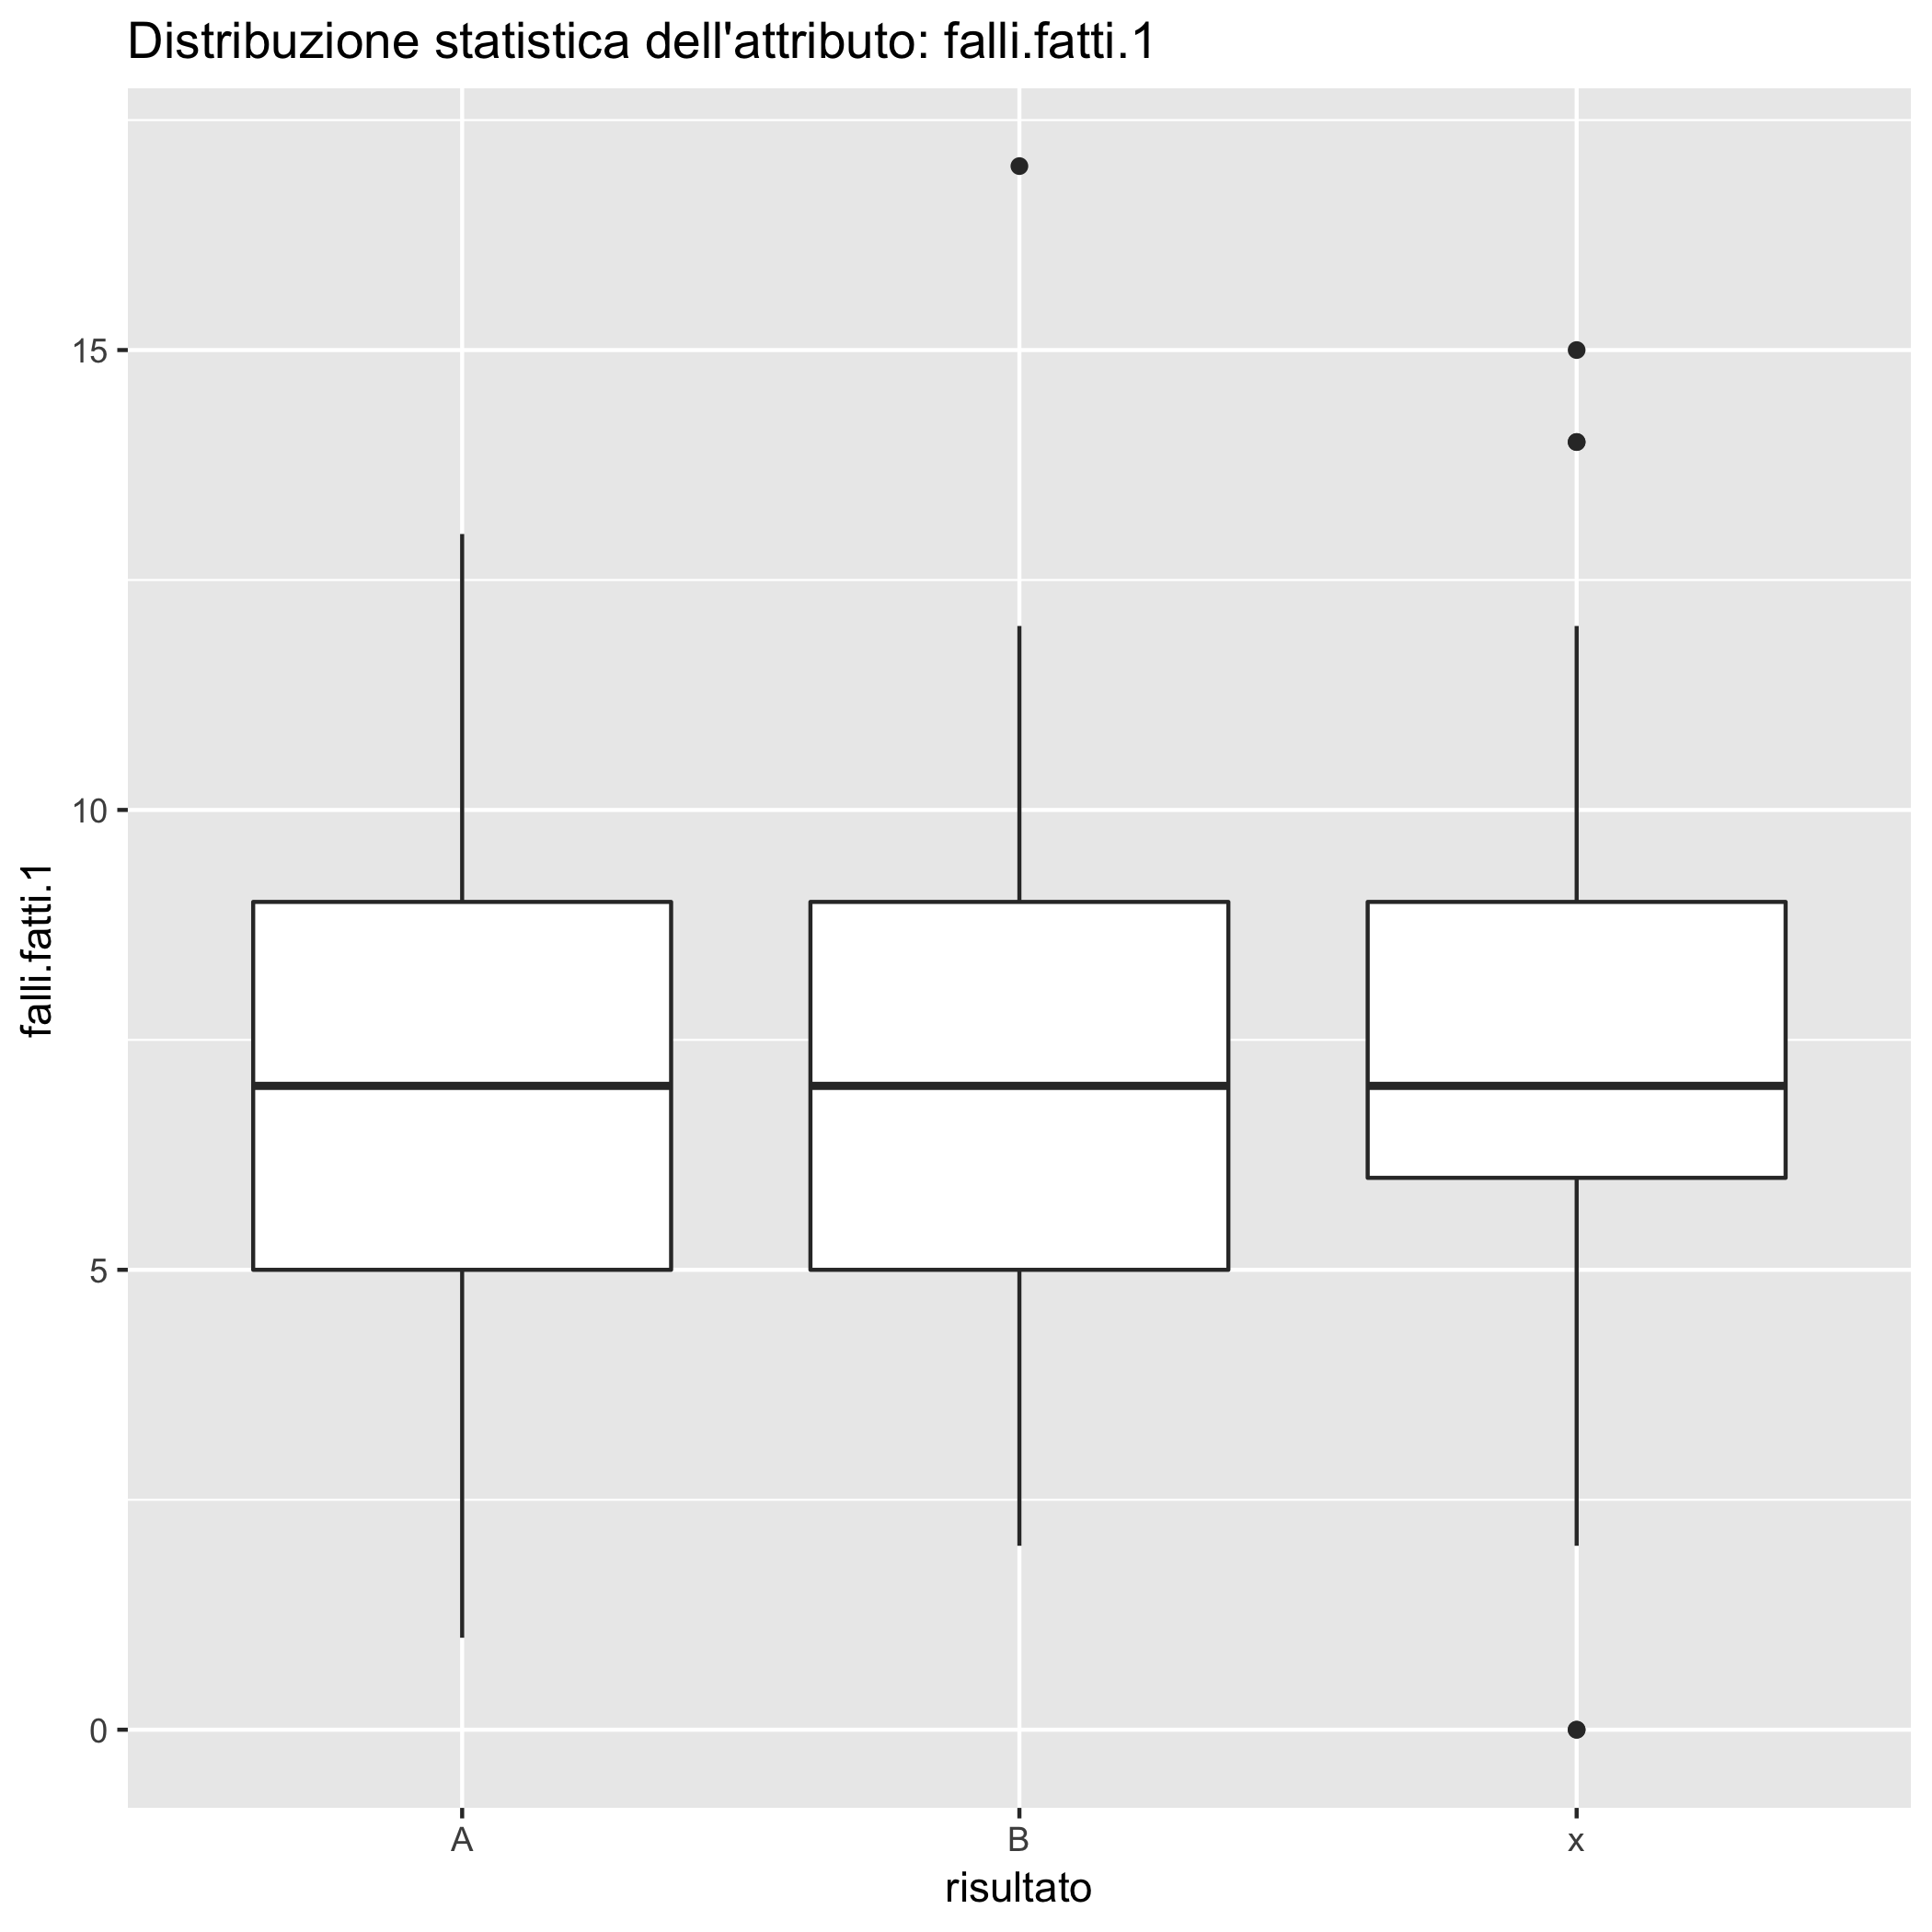 Distribuzione statistica dell'attributo: falli.fatti.1
falli.fatti.1
15
10
5
0
A
B
x
risultato